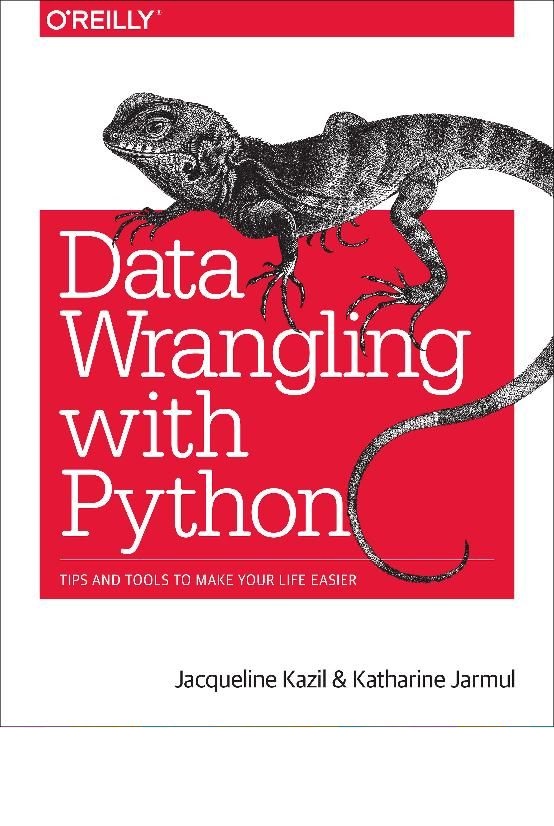 O'REILLY®
Data
Wrangling
with
Python
TIPS AND TOOLS TO MAKE YOUR LIFE EASIER
Jacqueline Kazil & Katharine Jarmul